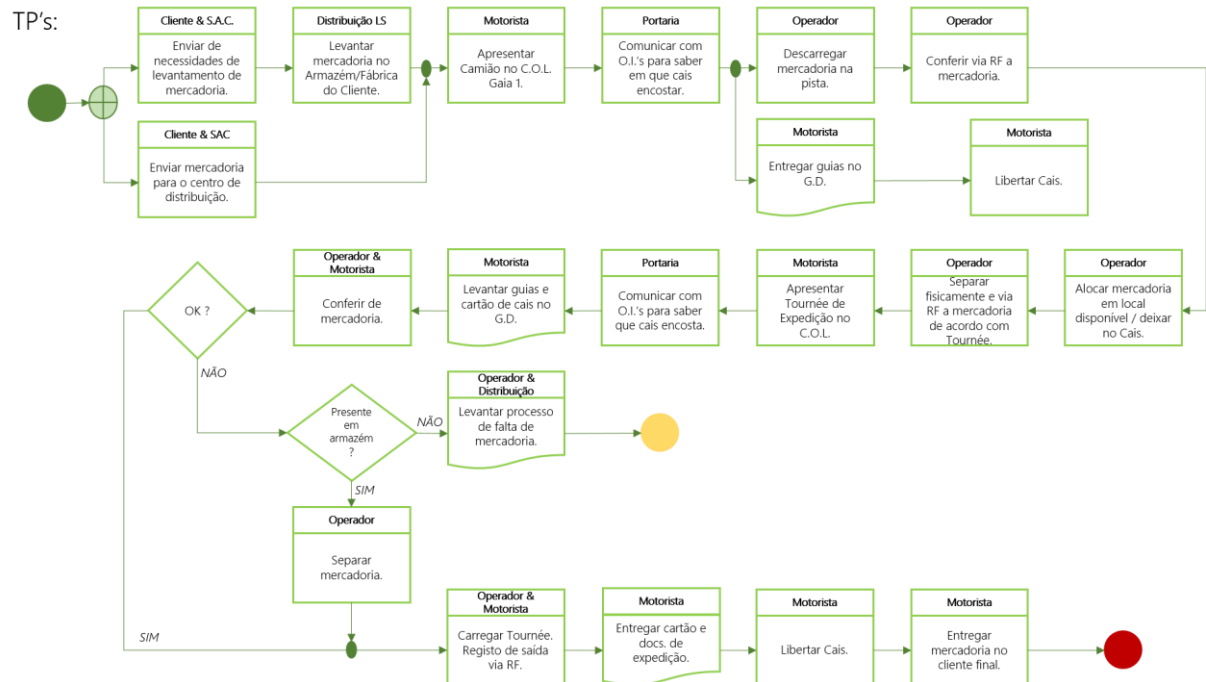 TP's:
Cliente & S.A.C.
Enviar de
necessidades de
levantamento de
mercadoria.
Distribuição LS
Levantar
mercadoria no
Armazém/Fábrica
do Cliente.
Motorista
Apresentar
Camião no C.O.L.
Gaia 1.
Portaria
Comunicar com
O.I.'s para saber
em que cais
encostar.
Operador
Descarregar
mercadoria na
pista.
Operador
Conferir via RF a
mercadoria.
Cliente & SAC
Enviar mercadoria
para o centro de
distribuição.
Motorista
Entregar guias no
G.D.
Motorista
Libertar Cais.
Operador
Alocar mercadoria
em local
disponível / deixar
no Cais.
Operador
Separar
fisicamente e via
RF a mercadoria
de acordo com
Tournée.
Motorista
Apresentar
Tournée de
Expedição no
C.O.L.
Portaria
Comunicar com
O.I.'s para saber
que cais encosta.
Motorista
Levantar guias e
cartão de cais no
G.D.
Operador &
Motorista
Conferir de
mercadoria.
OK ?
NÃO
Presente
em
armazém
?
NÃO
Operador &
Distribuição
Levantar processo
de falta de
mercadoria.
SIM
Operador
Separar
mercadoria.
SIM
Operador &
Motorista
Carregar Tournée.
Registo de saída
via RF.
Motorista
Entregar cartão e
docs. de
expedição.
Motorista
Libertar Cais.
Motorista
Entregar
mercadoria no
cliente final.